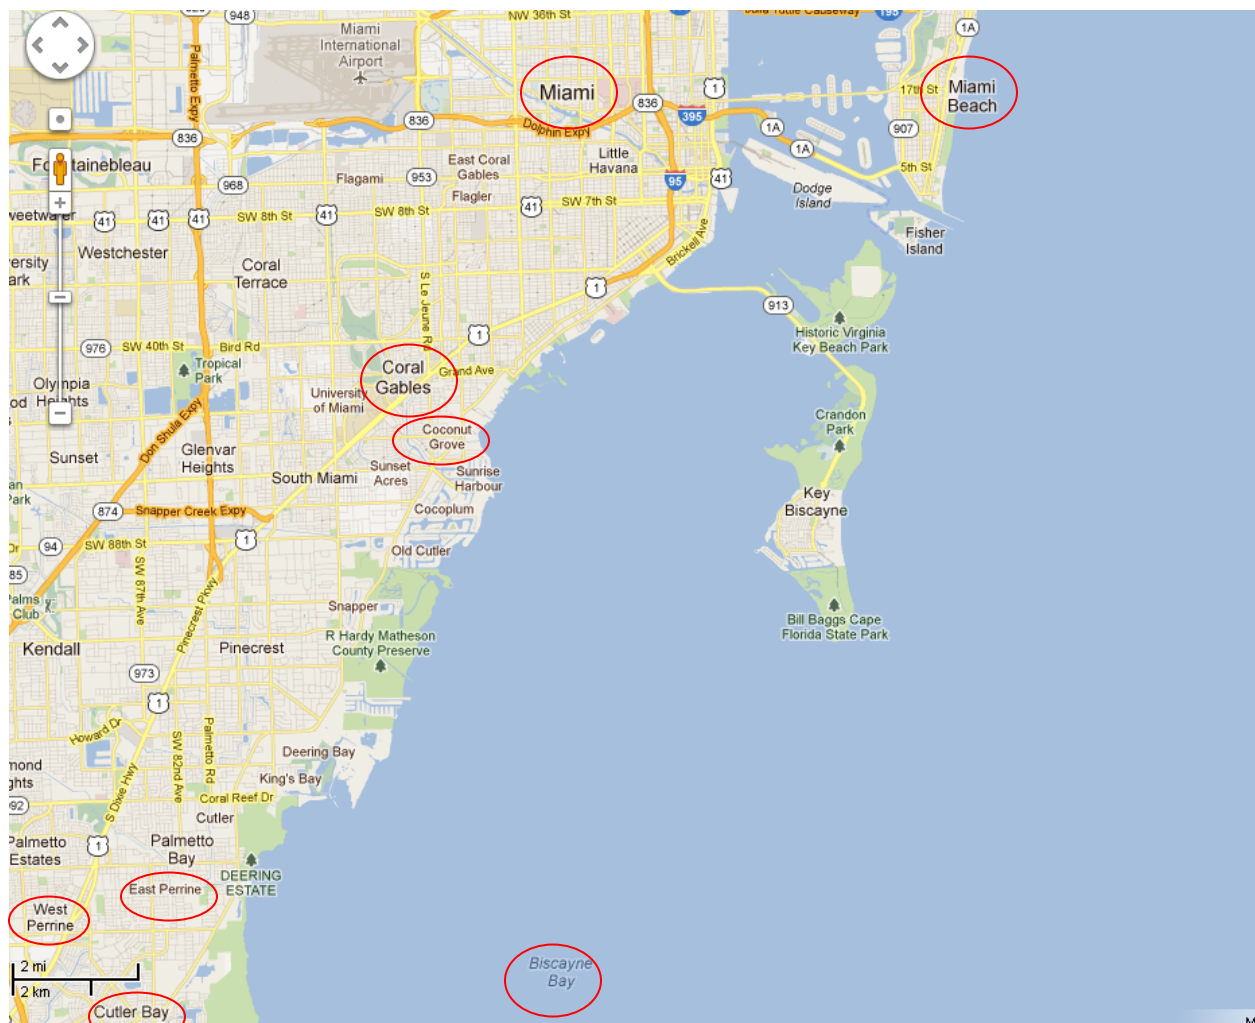 948
NW 36th St
Julia Tuttle Causeway
195
1A
Miami
International
Airport
Palmetto Expy
Miami
1
836
395
17th St
Miami
Beach
907
836
836
Dolphin Expy
1A
1A
5th St
Little
Havana
East Coral
Gables
Flagami
953
Flagler
968
95
41
Dodge
Island
41
41
41
SW 8th St
41
SW 8th St
41
SW 7th St
Westchester
Coral
Terrace
Brickell Ave
Fisher
Island
S Le Jeune Rd
1
913
Historic Virginia
Key Beach Park
1
976
SW 40th St
Bird Rd
Tropical
Park
Coral
Gables
Grand Ave
Olympia
Heights
University
of Miami
Don Shula Expy
Coconut
Grove
Crandon
Park
Sunset
Glenvar
Heights
South Miami
Sunset
Acres
Sunrise
Harbour
Key
Biscayne
874
Snapper Creek Expy
Cocoplum
94
SW 88th St
1
Old Cutler
SW 87th Ave
Pinecrest Pkwy
Snapper
Bill Baggs Cape
Florida State Park
Kendall
Pinecrest
R Hardy Matheson
County Preserve
973
1
Howard Dr
SW 82nd Ave
Palmetto Rd
Deering Bay
King's Bay
S Dixie Hwy
Coral Reef Dr
Cutler
1
Palmetto
Estates
Palmetto
Bay
DEERING
ESTATE
East Perrine
West
Perrine
2 mi
2 km
Biscayne
Bay
Cutler Bay